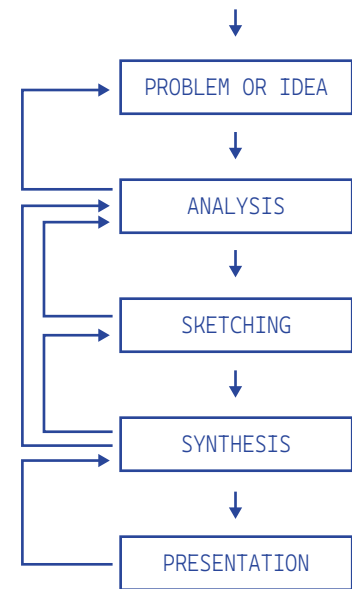 PROBLEM OR IDEA
ANALYSIS
SKETCHING
SYNTHESIS
PRESENTATION